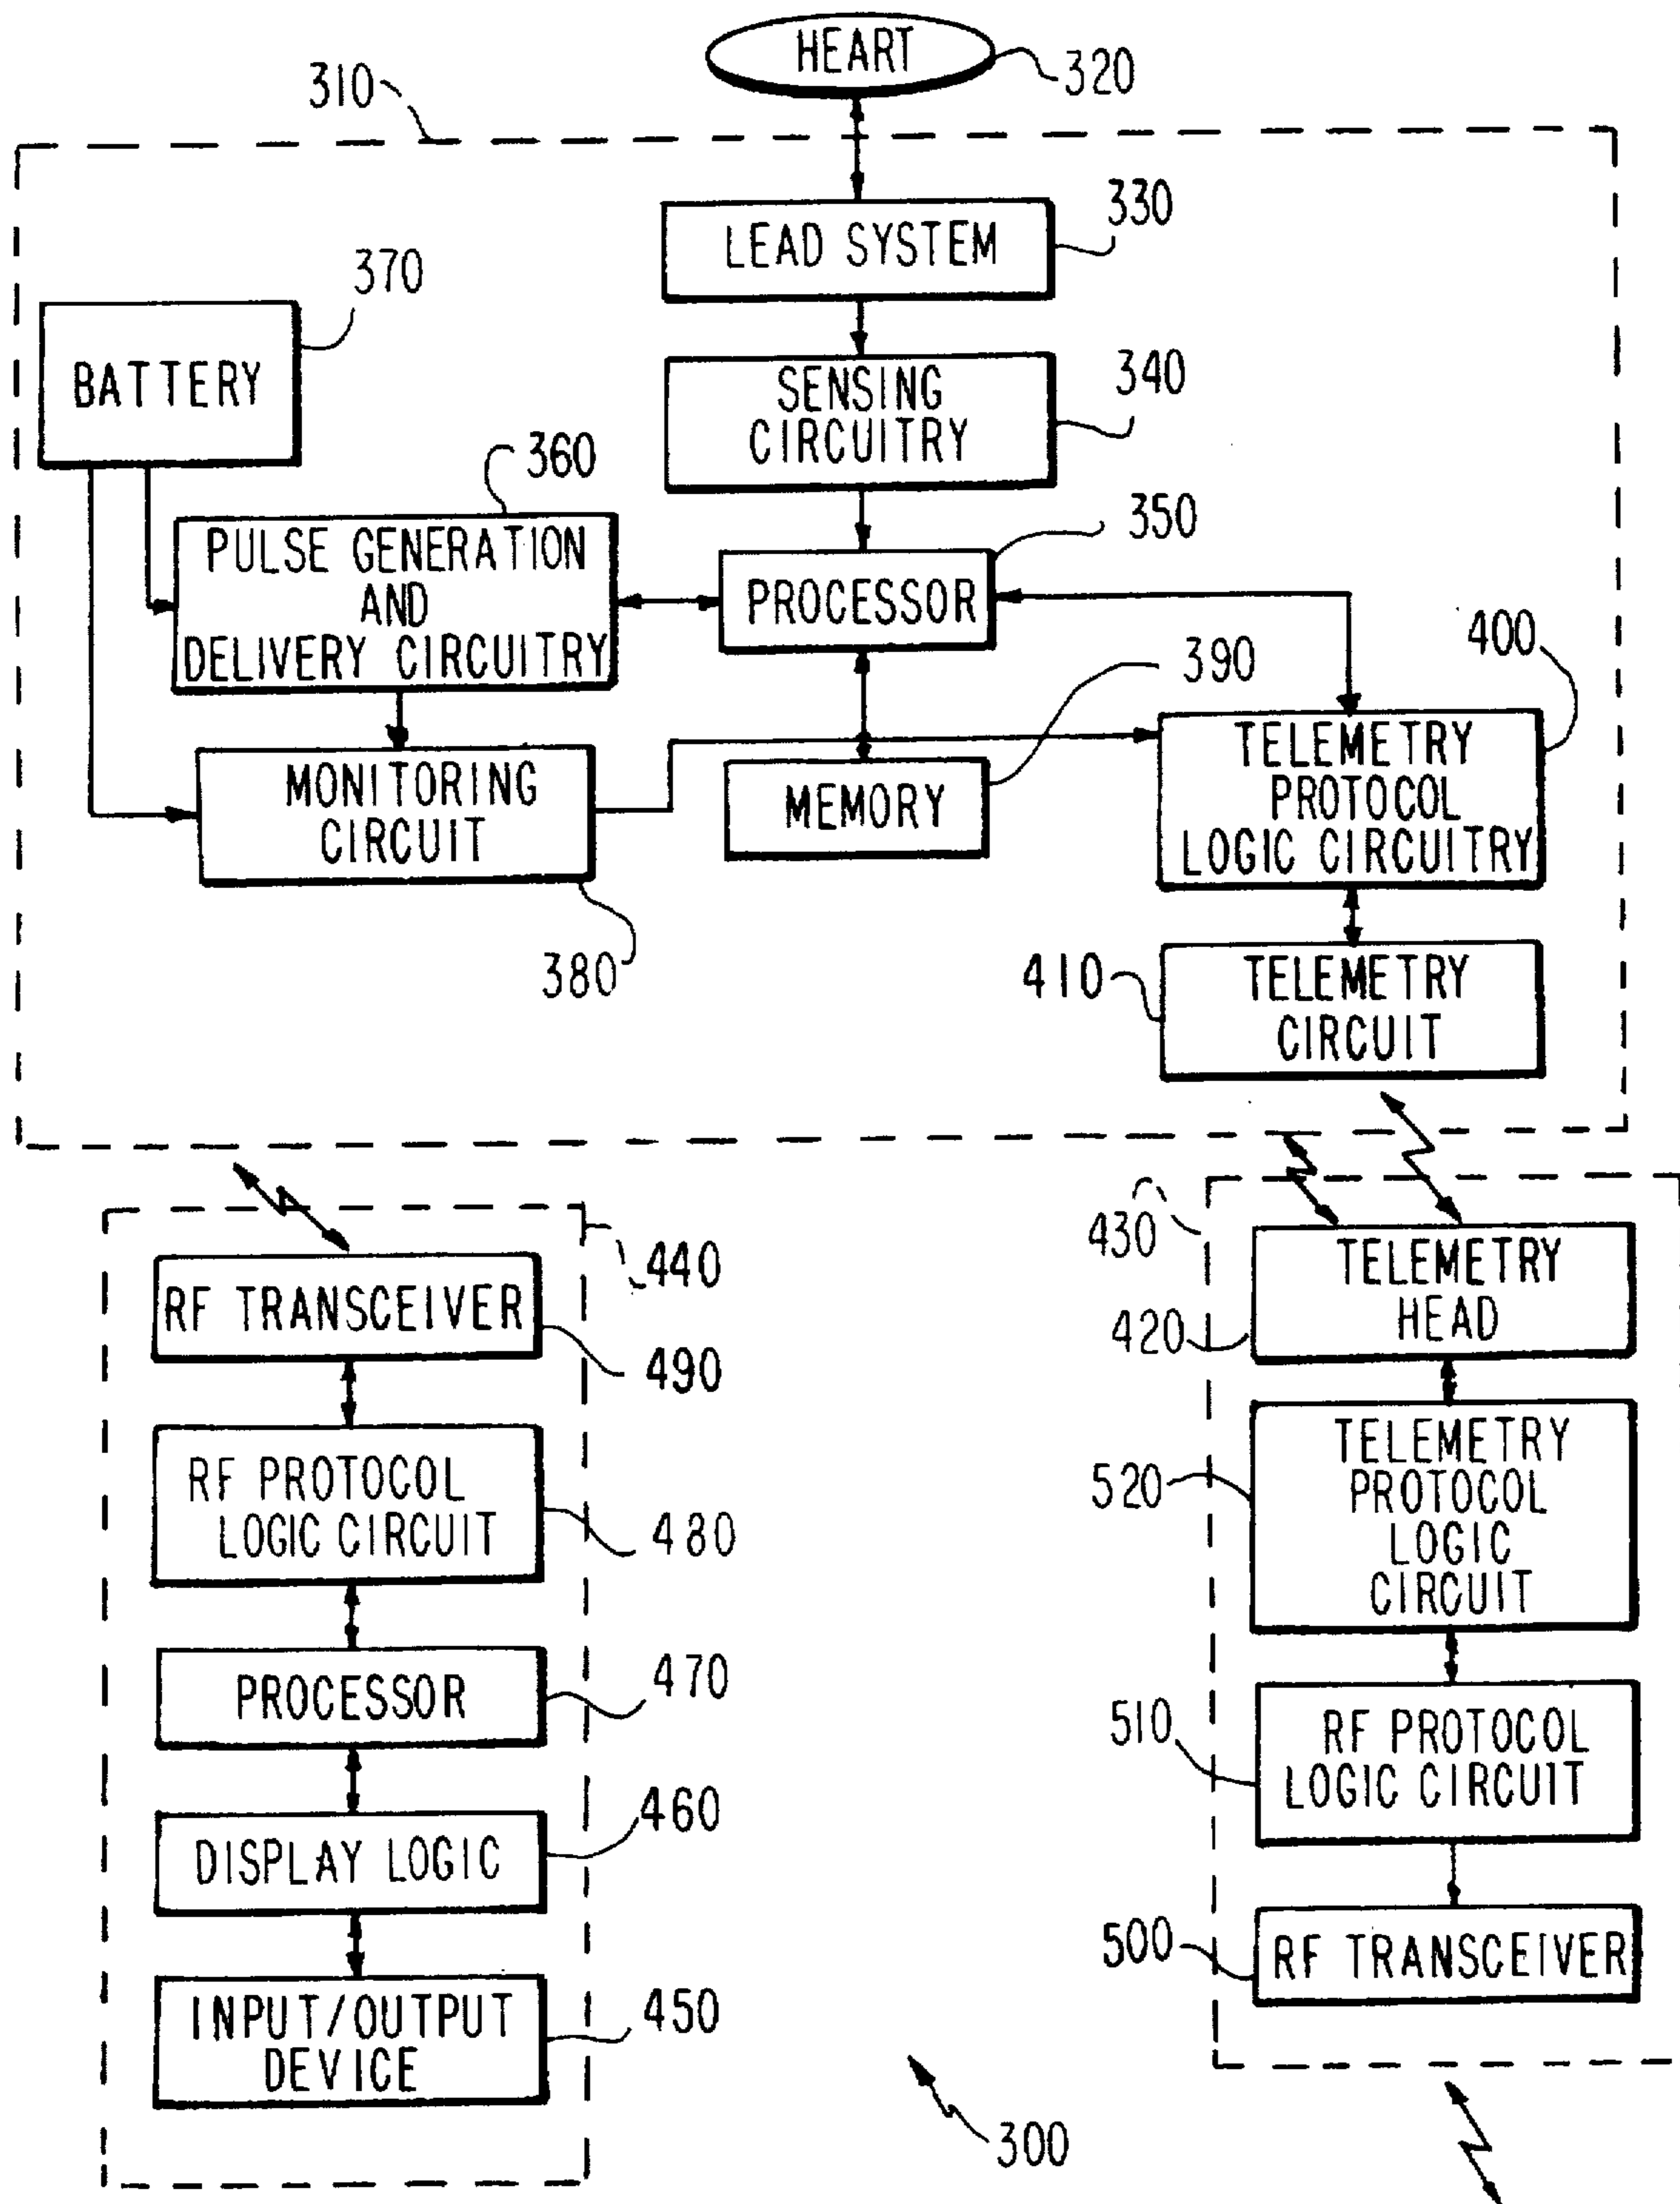 HEART
320
310
330
LEAD SYSTEM
370
BATTERY
340
SENSING
CIRCUITRY
360
350
PULSE GENERATION
AND
DELIVERY CIRCUITRY
PROCESSOR
400
390
TELEMETRY
PROTOCOL
LOGIC CIRCUITRY
MONITORING
CIRCUIT
MEMORY
380
410
TELEMETRY
CIRCUIT
430
440
TELEMETRY
HEAD
420
RF TRANSCEIVER
490
TELEMETRY
PROTOCOL
LOGIC
CIRCUIT
520
RF PROTOCOL
LOGIC CIRCUIT
480
PROCESSOR
470
510
RF PROTOCOL
LOGIC CIRCUIT
460
DISPLAY LOGIC
500
RF TRANSCEIVER
INPUT/OUTPUT
DEVICE
450
300